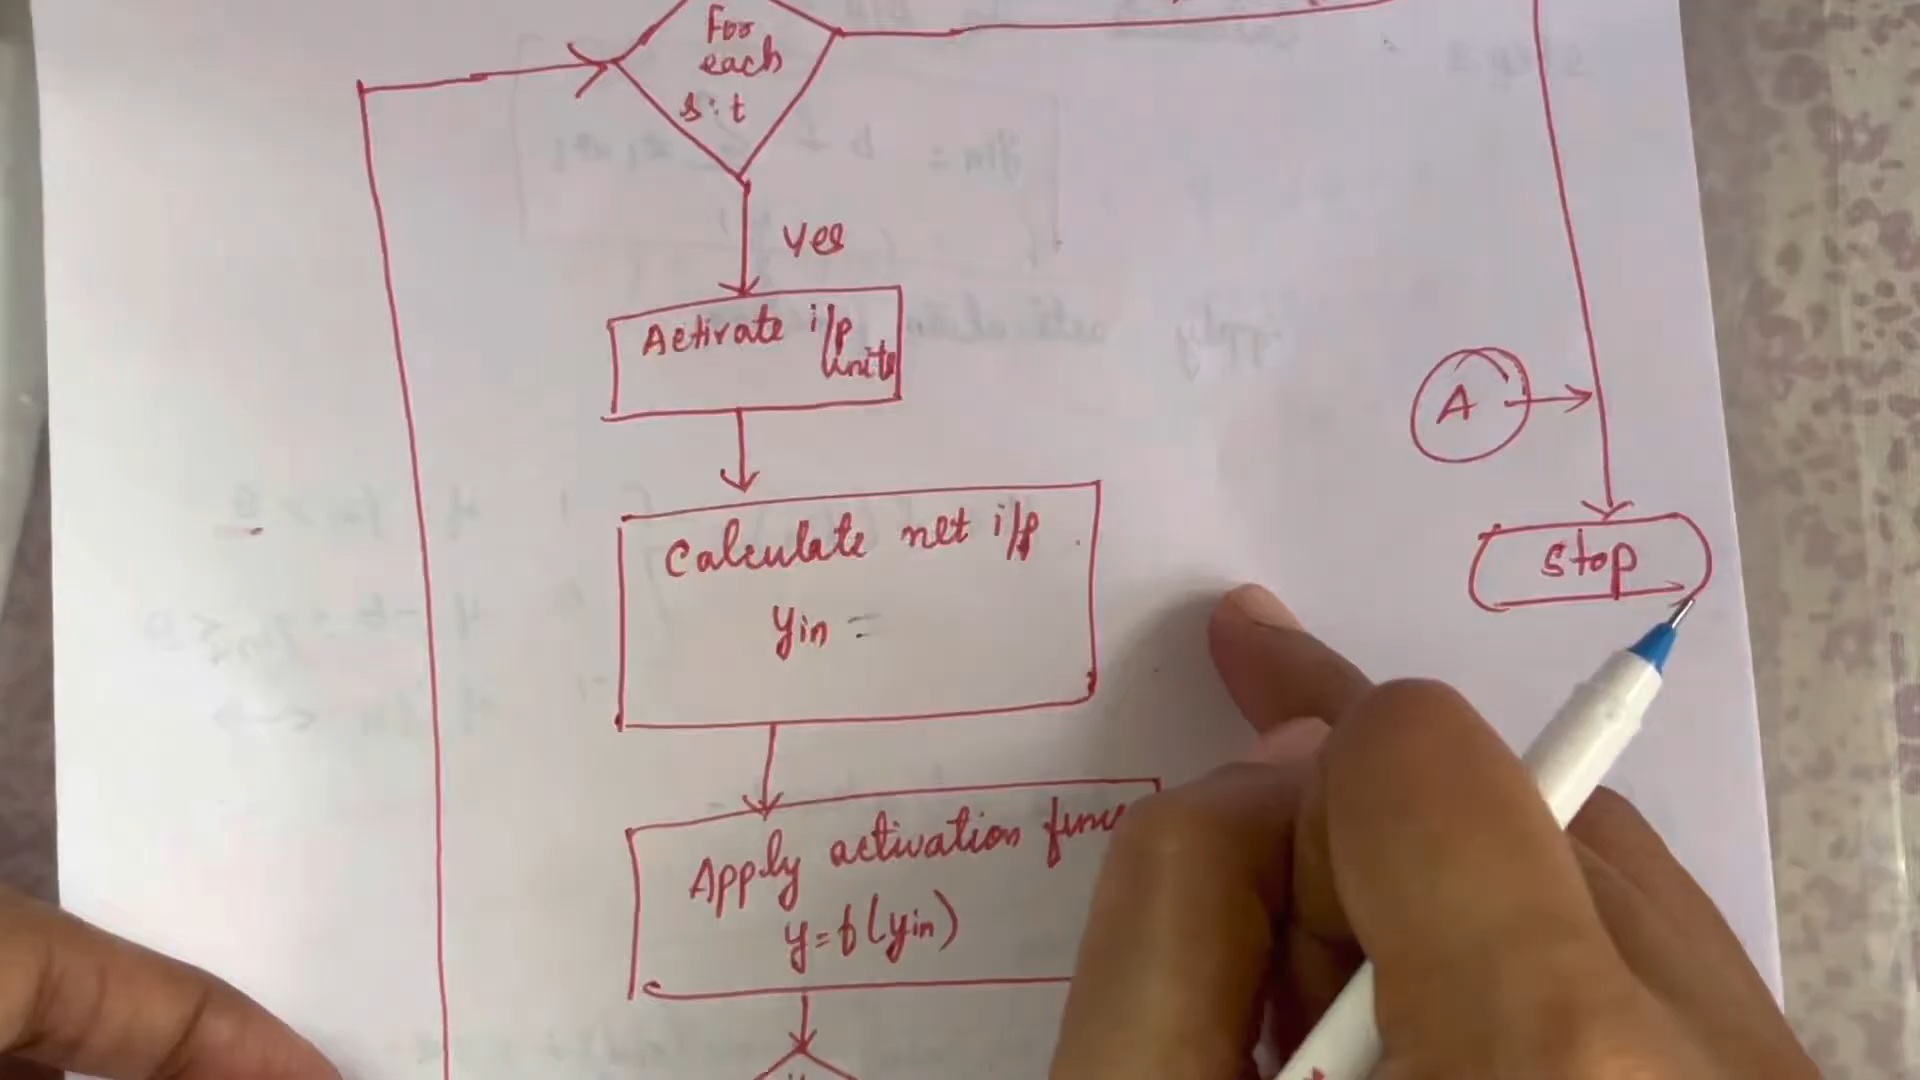 For
each
s:t
Yes
Activate i/p
units
A
Calculate net i/p
yin =
stop
Apply activation func
y=f(yin)